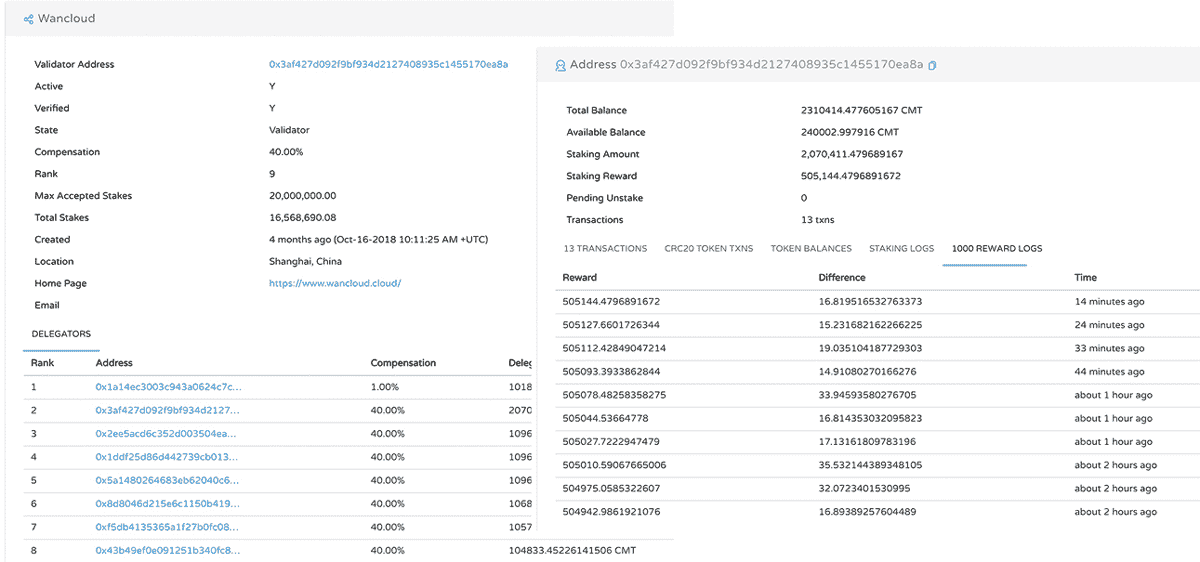 Wancloud
Validator Address 0x3af427d092f9bf934d2127408935c1455170ea8a
Active Y
Verified Y
State Validator
Compensation 40.00%
Rank 9
Max Accepted Stakes 20,000,000.00
Total Stakes 16,568,690.08
Created 4 months ago (Oct-16-2018 10:11:25 AM +UTC)
Location Shanghai, China
Home Page https://www.wancloud.cloud/
Email
DELEGATORS
Rank Address Compensation Deleg
1 0x1a14ec3003c943a0624c7c... 1.00% 1018
2 0x3af427d092f9bf934d2127... 40.00% 2070
3 0x2ee5acd6c352d003504ea... 40.00% 1096
4 0x1ddf25d86d442739cb013... 40.00% 1096
5 0x5a1480264683eb62040c6... 40.00% 1096
6 0x8d8046d215e6c1150b419... 40.00% 1068
7 0xf5db4135365a1f27b0fc08... 40.00% 1057
8 0x43b49ef0e091251b340fc8... 40.00% 104833.45226141506 CMT
Address 0x3af427d092f9bf934d2127408935c1455170ea8a
Total Balance 2310414.477605167 CMT
Available Balance 240002.997916 CMT
Staking Amount 2,070,411.479689167
Staking Reward 505,144.4796891672
Pending Unstake 0
Transactions 13 txns
13 TRANSACTIONS CRC20 TOKEN TXNS TOKEN BALANCES STAKING LOGS 1000 REWARD LOGS
Reward Difference Time
505144.4796891672 16.819516532763373 14 minutes ago
505127.6601726344 15.231682162266225 24 minutes ago
505112.42849047214 19.035104187729303 33 minutes ago
505093.3933862844 14.91080270166276 44 minutes ago
505078.48258358275 33.94593580276705 about 1 hour ago
505044.53664778 16.814353032095823 about 1 hour ago
505027.7222947479 17.13161809783196 about 1 hour ago
505010.59067665006 35.532144389348105 about 2 hours ago
504975.0585322607 32.0723401530995 about 2 hours ago
504942.9861921076 16.89389257604489 about 2 hours ago